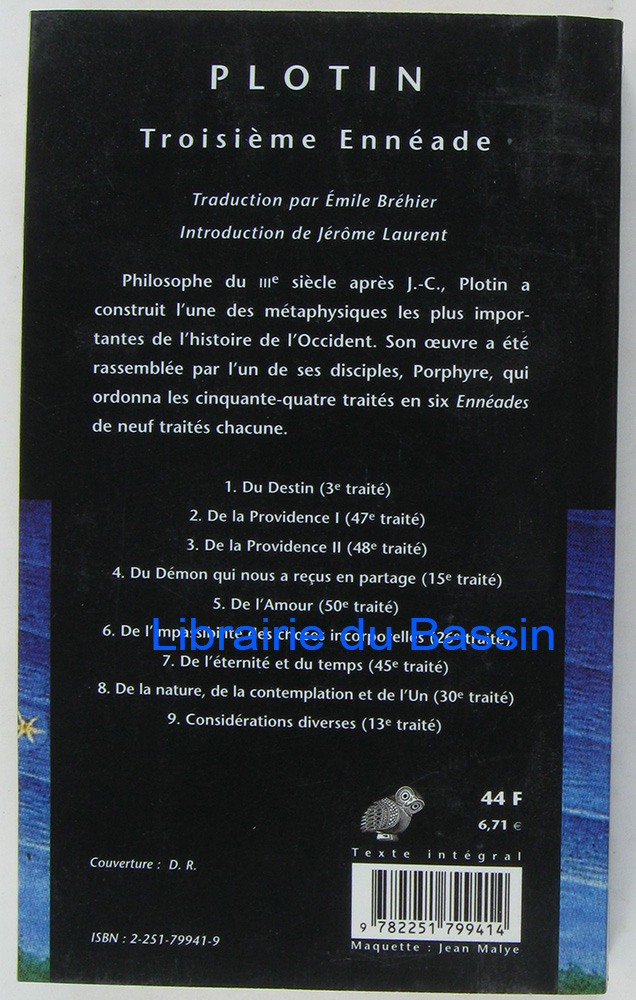 PLOTIN
Troisième Ennéade
Traduction par Émile Bréhier
Introduction de Jérôme Laurent
Philosophe du IIIe siècle après J.-C., Plotin a
construit l'une des métaphysiques les plus impor-
tantes de l'histoire de l'Occident. Son œuvre a été
rassemblée par l'un de ses disciples, Porphyre, qui
ordonna les cinquante-quatre traités en six Ennéades
de neuf traités chacune.
1. Du Destin (3e traité)
2. De la Providence I (47e traité)
3. De la Providence II (48e traité)
4. Du Démon qui nous a reçus en partage (15e traité)
5. De l'Amour (50e traité)
6. De l'impassibilité des choses incorporelles (26e traité)
Librairie du Bassin
7. De l'éternité et du temps (45e traité)
8. De la nature, de la contemplation et de l'Un (30e traité)
9. Considérations diverses (13e traité)
44 F
6,71 €
Texte intégral
Couverture : D. R.
9 782251 799414
Maquette : Jean Malye
ISBN : 2-251-79941-9